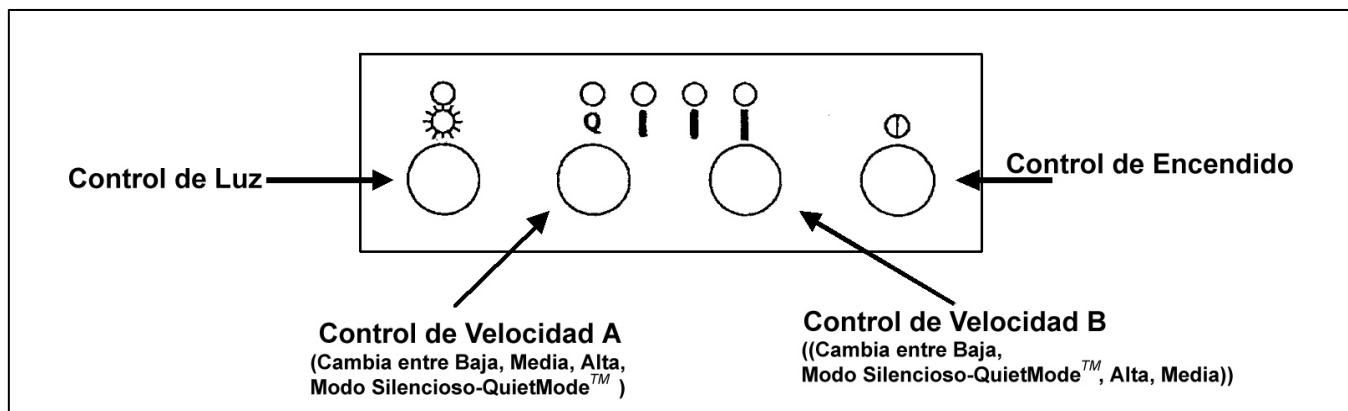 Q
Control de Luz
Control de Encendido
Control de Velocidad A
(Cambia entre Baja, Media, Alta,
Modo Silencioso-QuietMode™ )
Control de Velocidad B
((Cambia entre Baja,
Modo Silencioso-QuietMode™, Alta, Media))